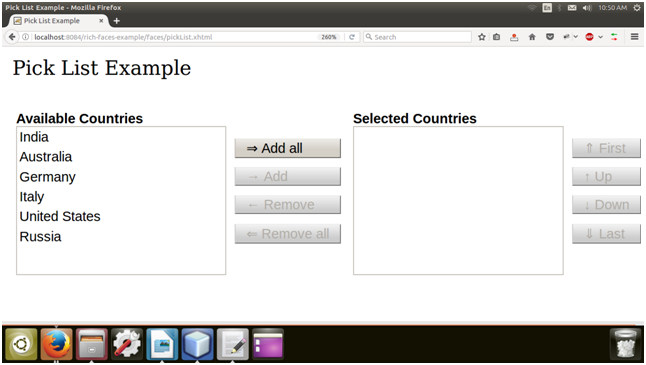 Pick List Example - Mozilla Firefox
En
10:50 AM
Pick List Example
localhost:8084/rich-faces-example/faces/pickList.xhtml
260%
Search
ABP
Pick List Example
Available Countries
India
Australia
Germany
Italy
United States
Russia
⇒ Add all
→ Add
← Remove
⇐ Remove all
Selected Countries
⇑ First
↑ Up
↓ Down
⇓ Last